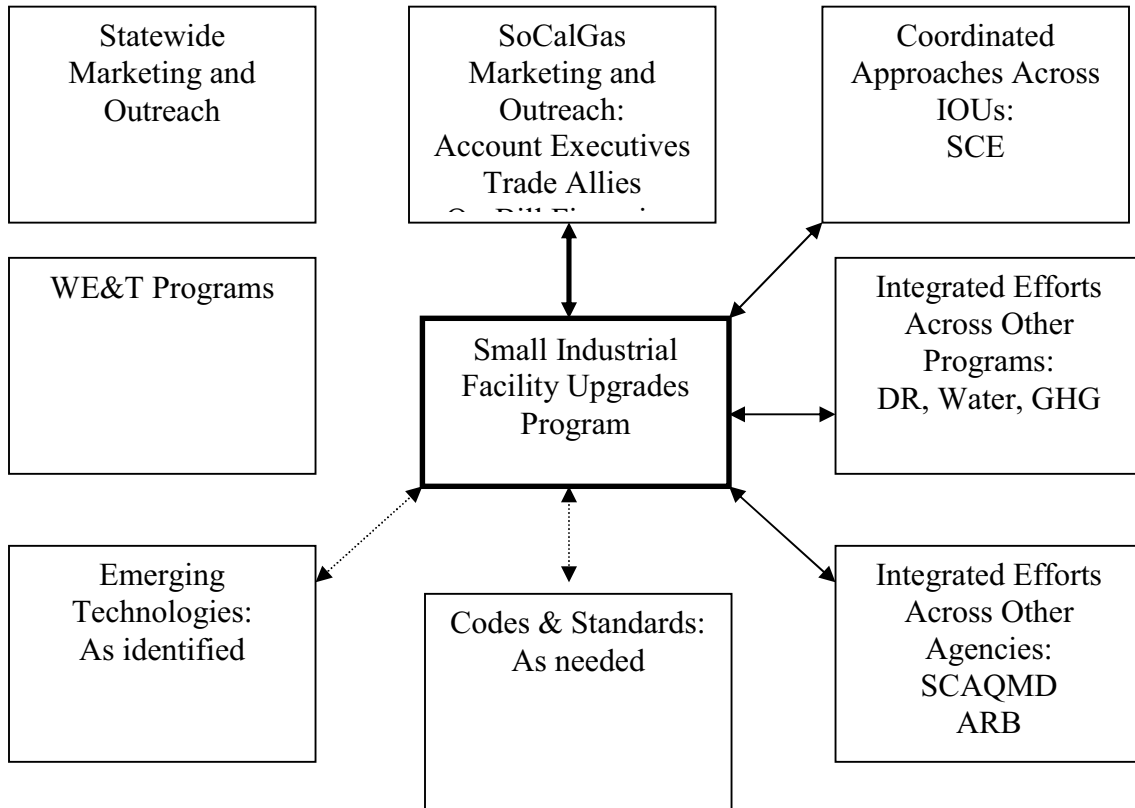 Statewide
Marketing and
Outreach
SoCalGas
Marketing and
Outreach:
Account Executives
Trade Allies
Coordinated
Approaches Across
IOUs:
SCE
WE&T Programs
Small Industrial
Facility Upgrades
Program
Integrated Efforts
Across Other
Programs:
DR, Water, GHG
Emerging
Technologies:
As identified
Codes & Standards:
As needed
Integrated Efforts
Across Other
Agencies:
SCAQMD
ARB